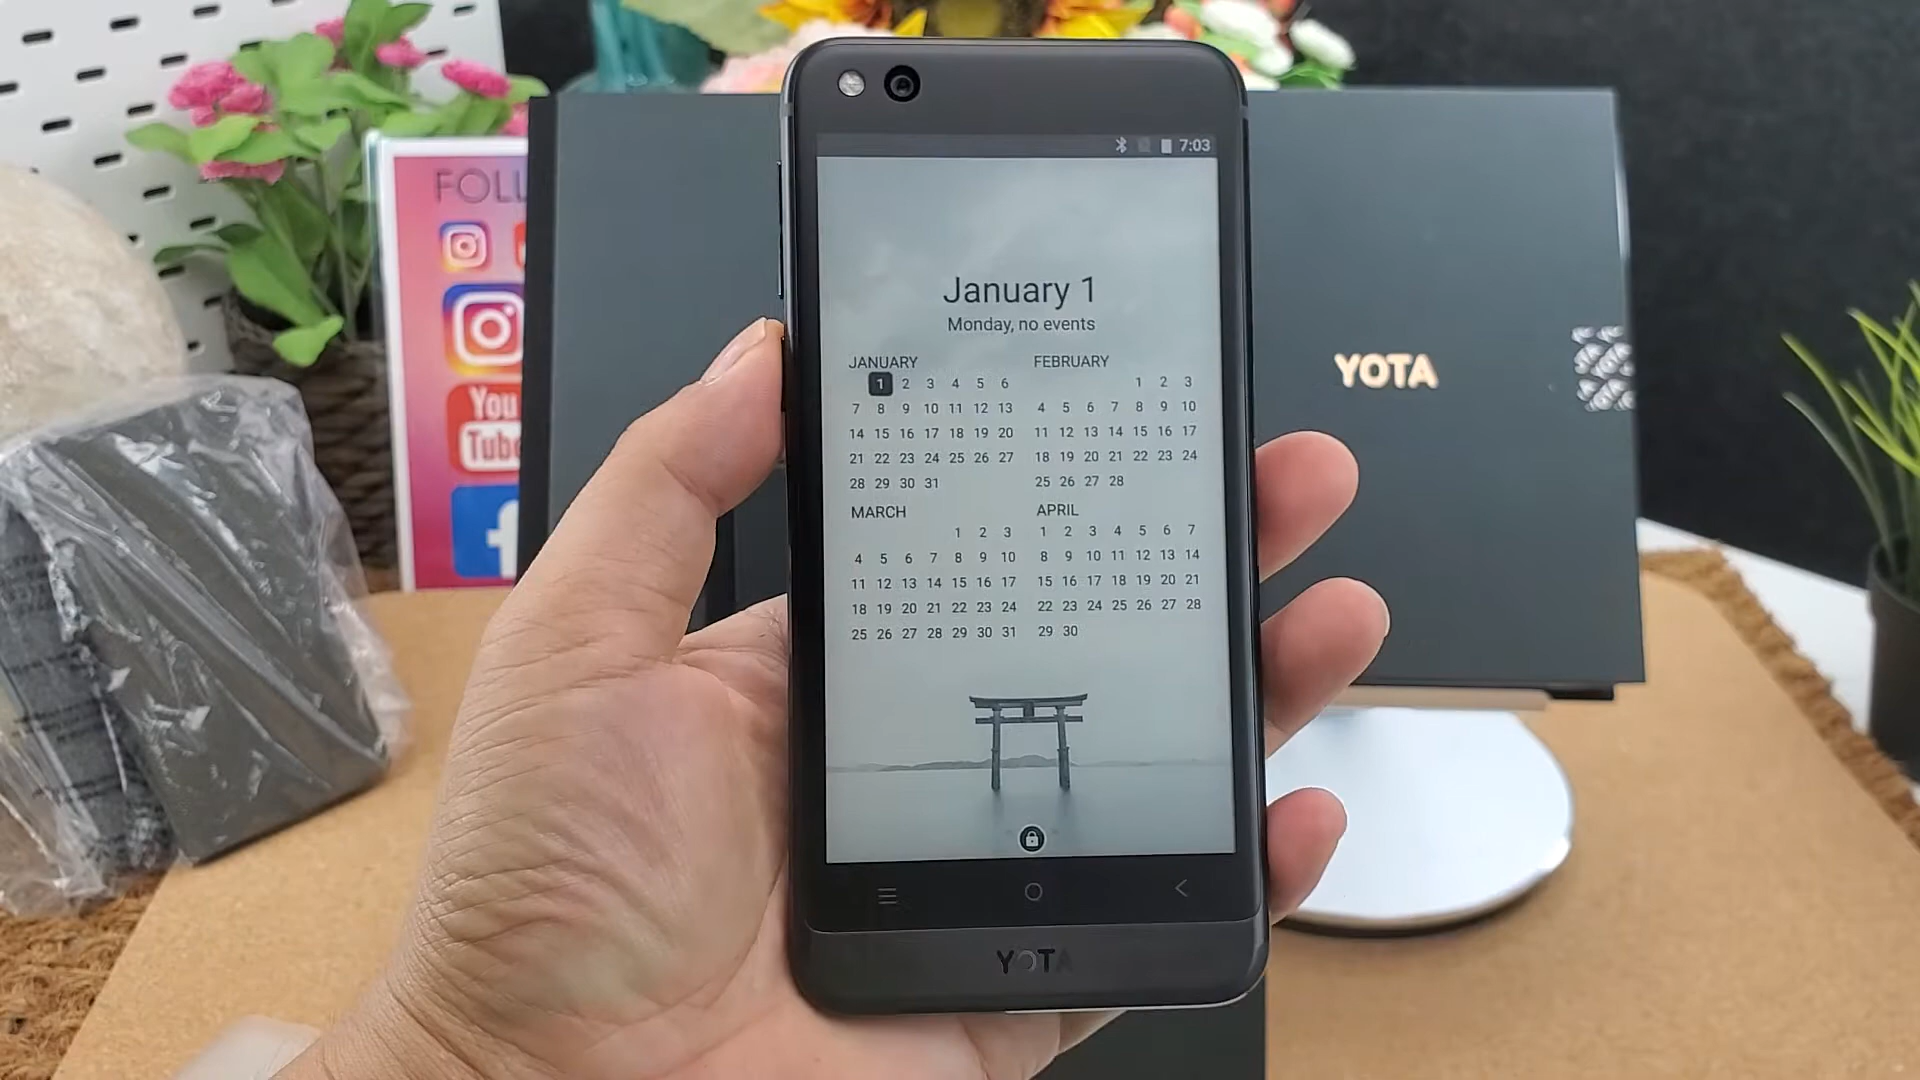 7:03
January 1
Monday, no events
JANUARY
1 2 3 4 5 6
7 8 9 10 11 12 13
14 15 16 17 18 19 20
21 22 23 24 25 26 27
28 29 30 31
FEBRUARY
1 2 3
4 5 6 7 8 9 10
11 12 13 14 15 16 17
18 19 20 21 22 23 24
25 26 27 28
MARCH
1 2 3
4 5 6 7 8 9 10
11 12 13 14 15 16 17
18 19 20 21 22 23 24
25 26 27 28 29 30 31
APRIL
1 2 3 4 5 6 7
8 9 10 11 12 13 14
15 16 17 18 19 20 21
22 23 24 25 26 27 28
29 30
YOTA
YOTA
FOLL
You
Tube
f